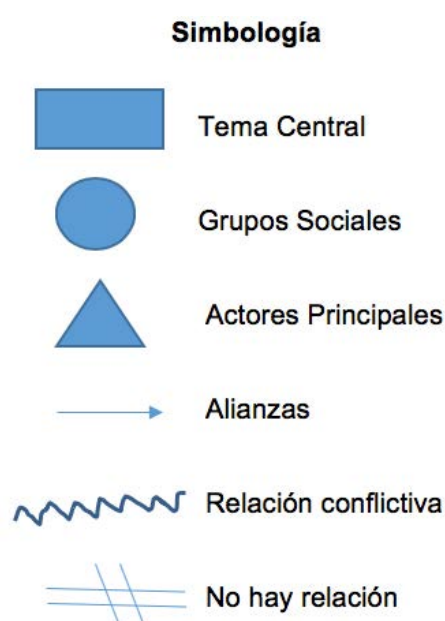 Simbología
Tema Central
Grupos Sociales
Actores Principales
Alianzas
Relación conflictiva
No hay relación